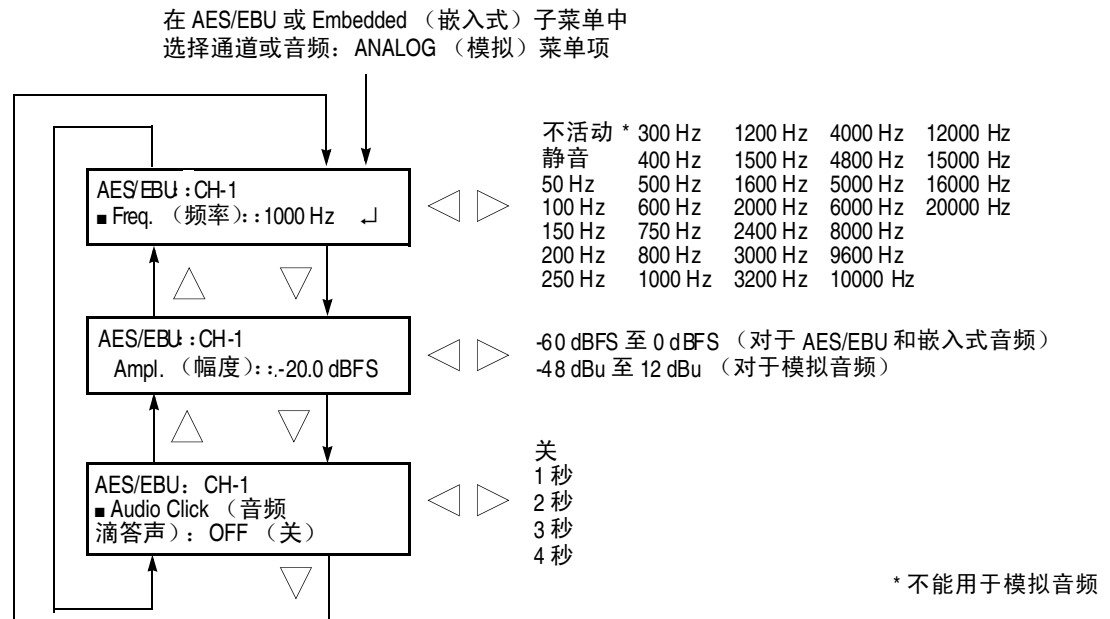 在 AES/EBU 或 Embedded （嵌入式）子菜单中
选择通道或音频：ANALOG （模拟）菜单项
AES/EBU::CH-1
■ Freq. （频率）::1000 Hz ↵
不活动 * 300 Hz 1200 Hz 4000 Hz 12000 Hz
静音 400 Hz 1500 Hz 4800 Hz 15000 Hz
50 Hz 500 Hz 1600 Hz 5000 Hz 16000 Hz
100 Hz 600 Hz 2000 Hz 6000 Hz 20000 Hz
150 Hz 750 Hz 2400 Hz 8000 Hz
200 Hz 800 Hz 3000 Hz 9600 Hz
250 Hz 1000 Hz 3200 Hz 10000 Hz
AES/EBU::CH-1
Ampl. （幅度）::-20.0 dBFS
-60 dBFS 至 0 dBFS （对于 AES/EBU 和嵌入式音频）
-48 dBu 至 12 dBu （对于模拟音频）
AES/EBU：CH-1
■ Audio Click （音频
滴答声）：OFF （关）
关
1 秒
2 秒
3 秒
4 秒
* 不能用于模拟音频